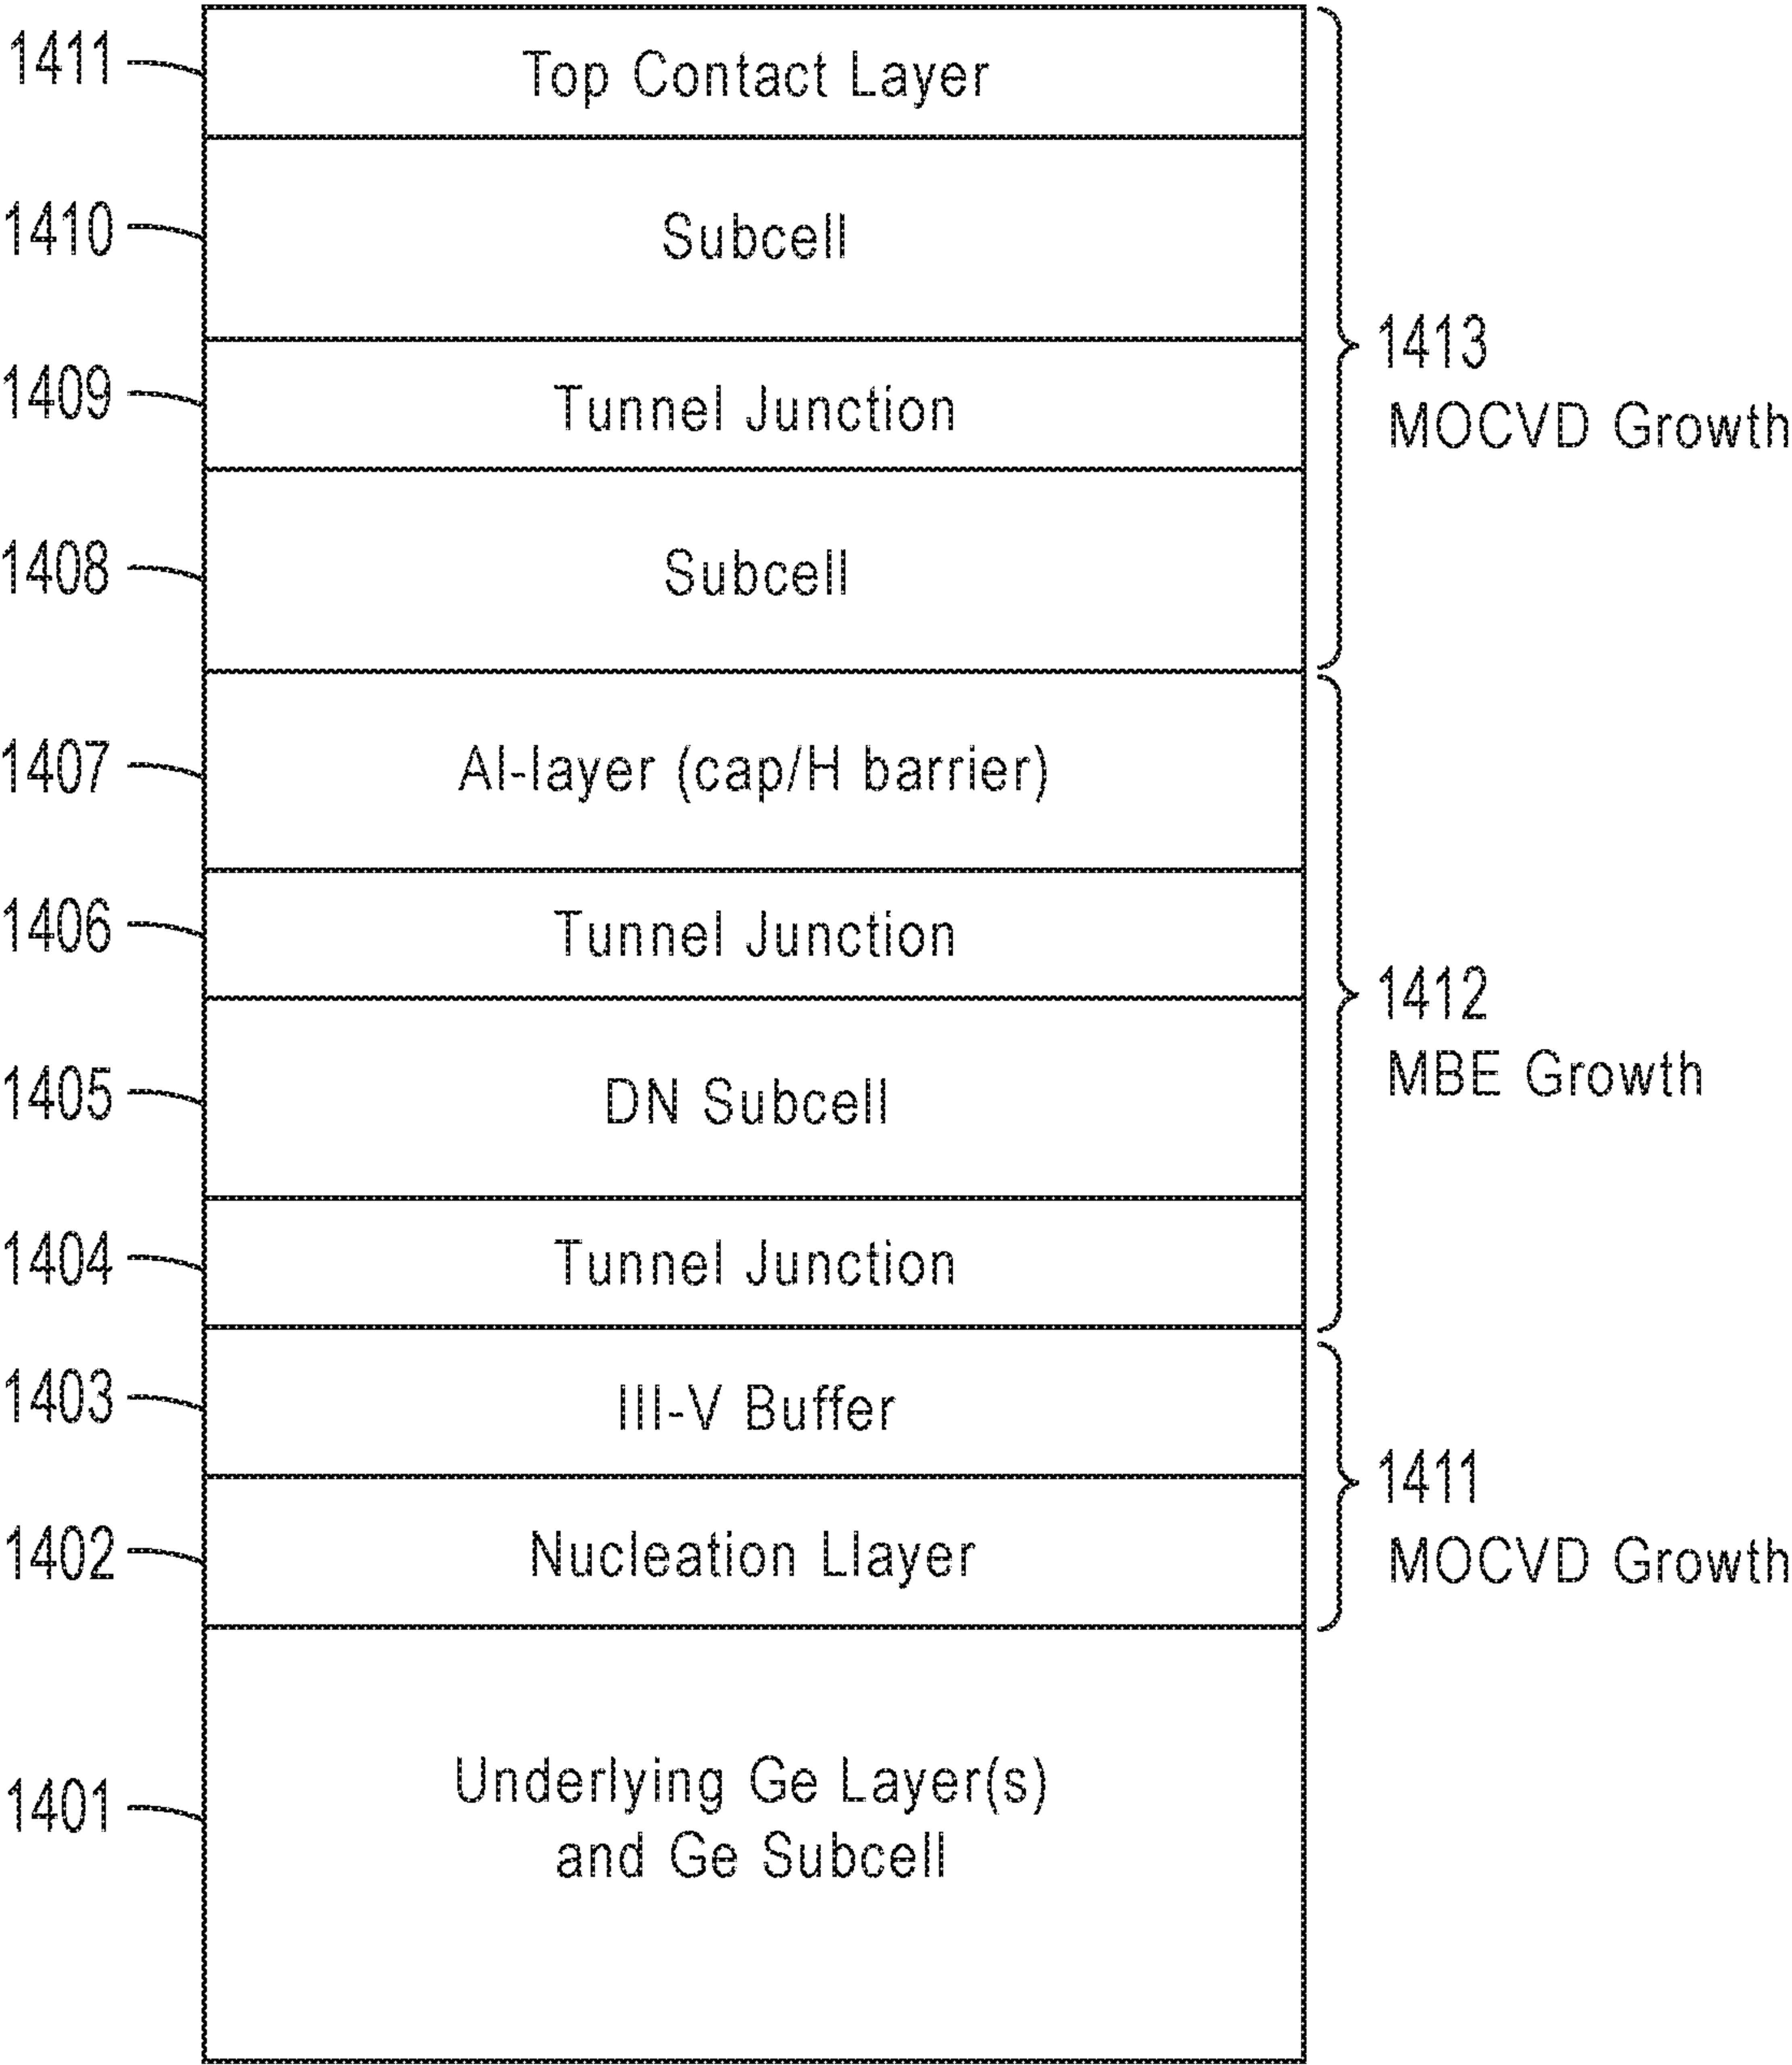 1411
Top Contact Layer
1410
Subcell
1409
Tunnel Junction
1413
MOCVD Growth
1408
Subcell
1407
Al-layer (cap/H barrier)
1406
Tunnel Junction
1412
MBE Growth
1405
DN Subcell
1404
Tunnel Junction
1403
III-V Buffer
1411
MOCVD Growth
1402
Nucleation Llayer
1401
Underlying Ge Layer(s)
and Ge Subcell